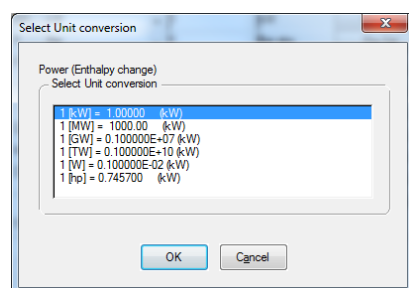 Select Unit conversion
Power (Enthalpy change)
Select Unit conversion
1 [kW] = 1.00000 (kW)
1 [MW] = 1000.00 (kW)
1 [GW] = 0.100000E+07 (kW)
1 [TW] = 0.100000E+10 (kW)
1 [W] = 0.100000E-02 (kW)
1 [hp] = 0.745700 (kW)
OK Cancel